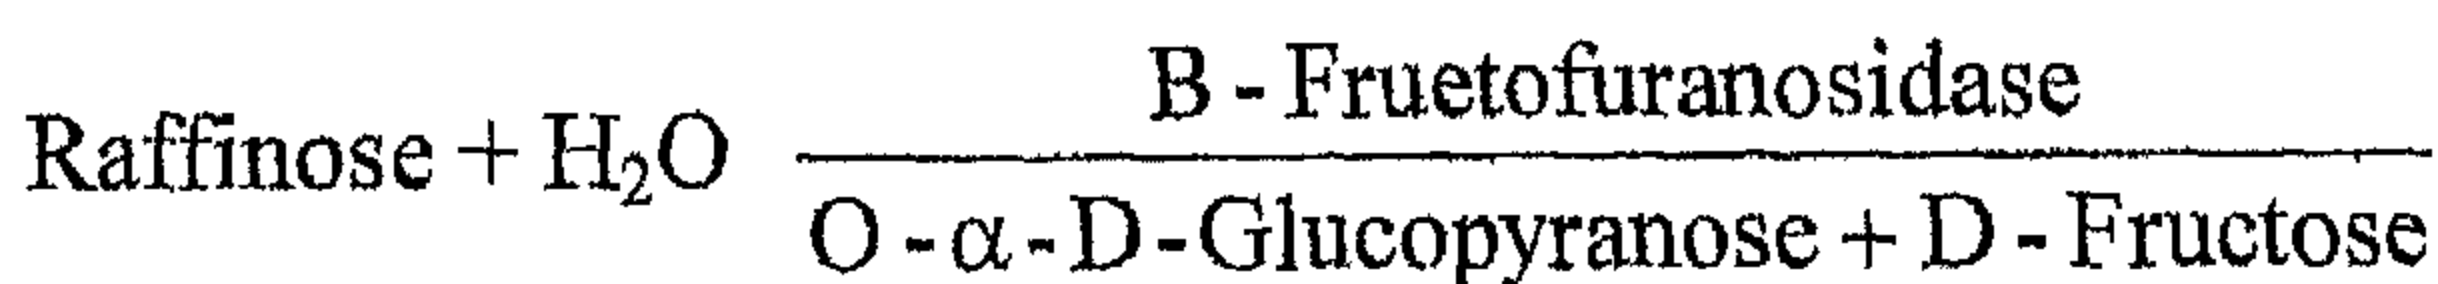 B - Fruetofuranosidase
Raffinose + H₂O
O - α - D - Glucopyranose + D - Fructose